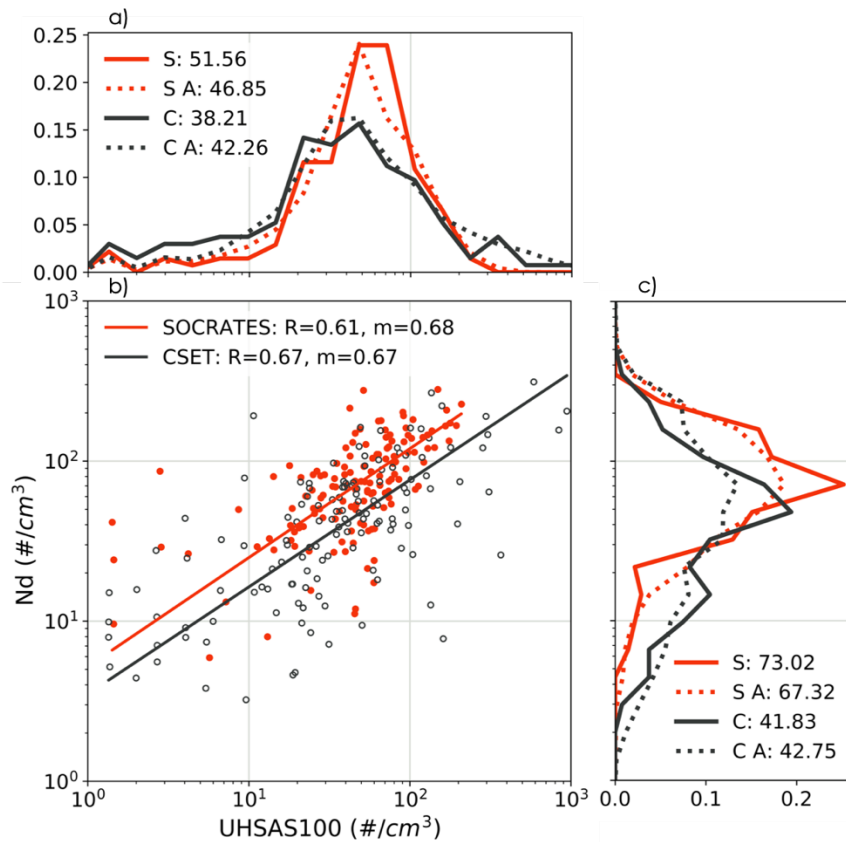 a)
0.25
0.20
0.15
0.10
0.05
0.00
S: 51.56
S A: 46.85
C: 38.21
C A: 42.26
b)
10³
10²
10¹
10⁰
Nd (#/cm³)
SOCRATES: R=0.61, m=0.68
CSET: R=0.67, m=0.67
10⁰ 10¹ 10² 10³
UHSAS100 (#/cm³)
c)
S: 73.02
S A: 67.32
C: 41.83
C A: 42.75
0.0 0.1 0.2